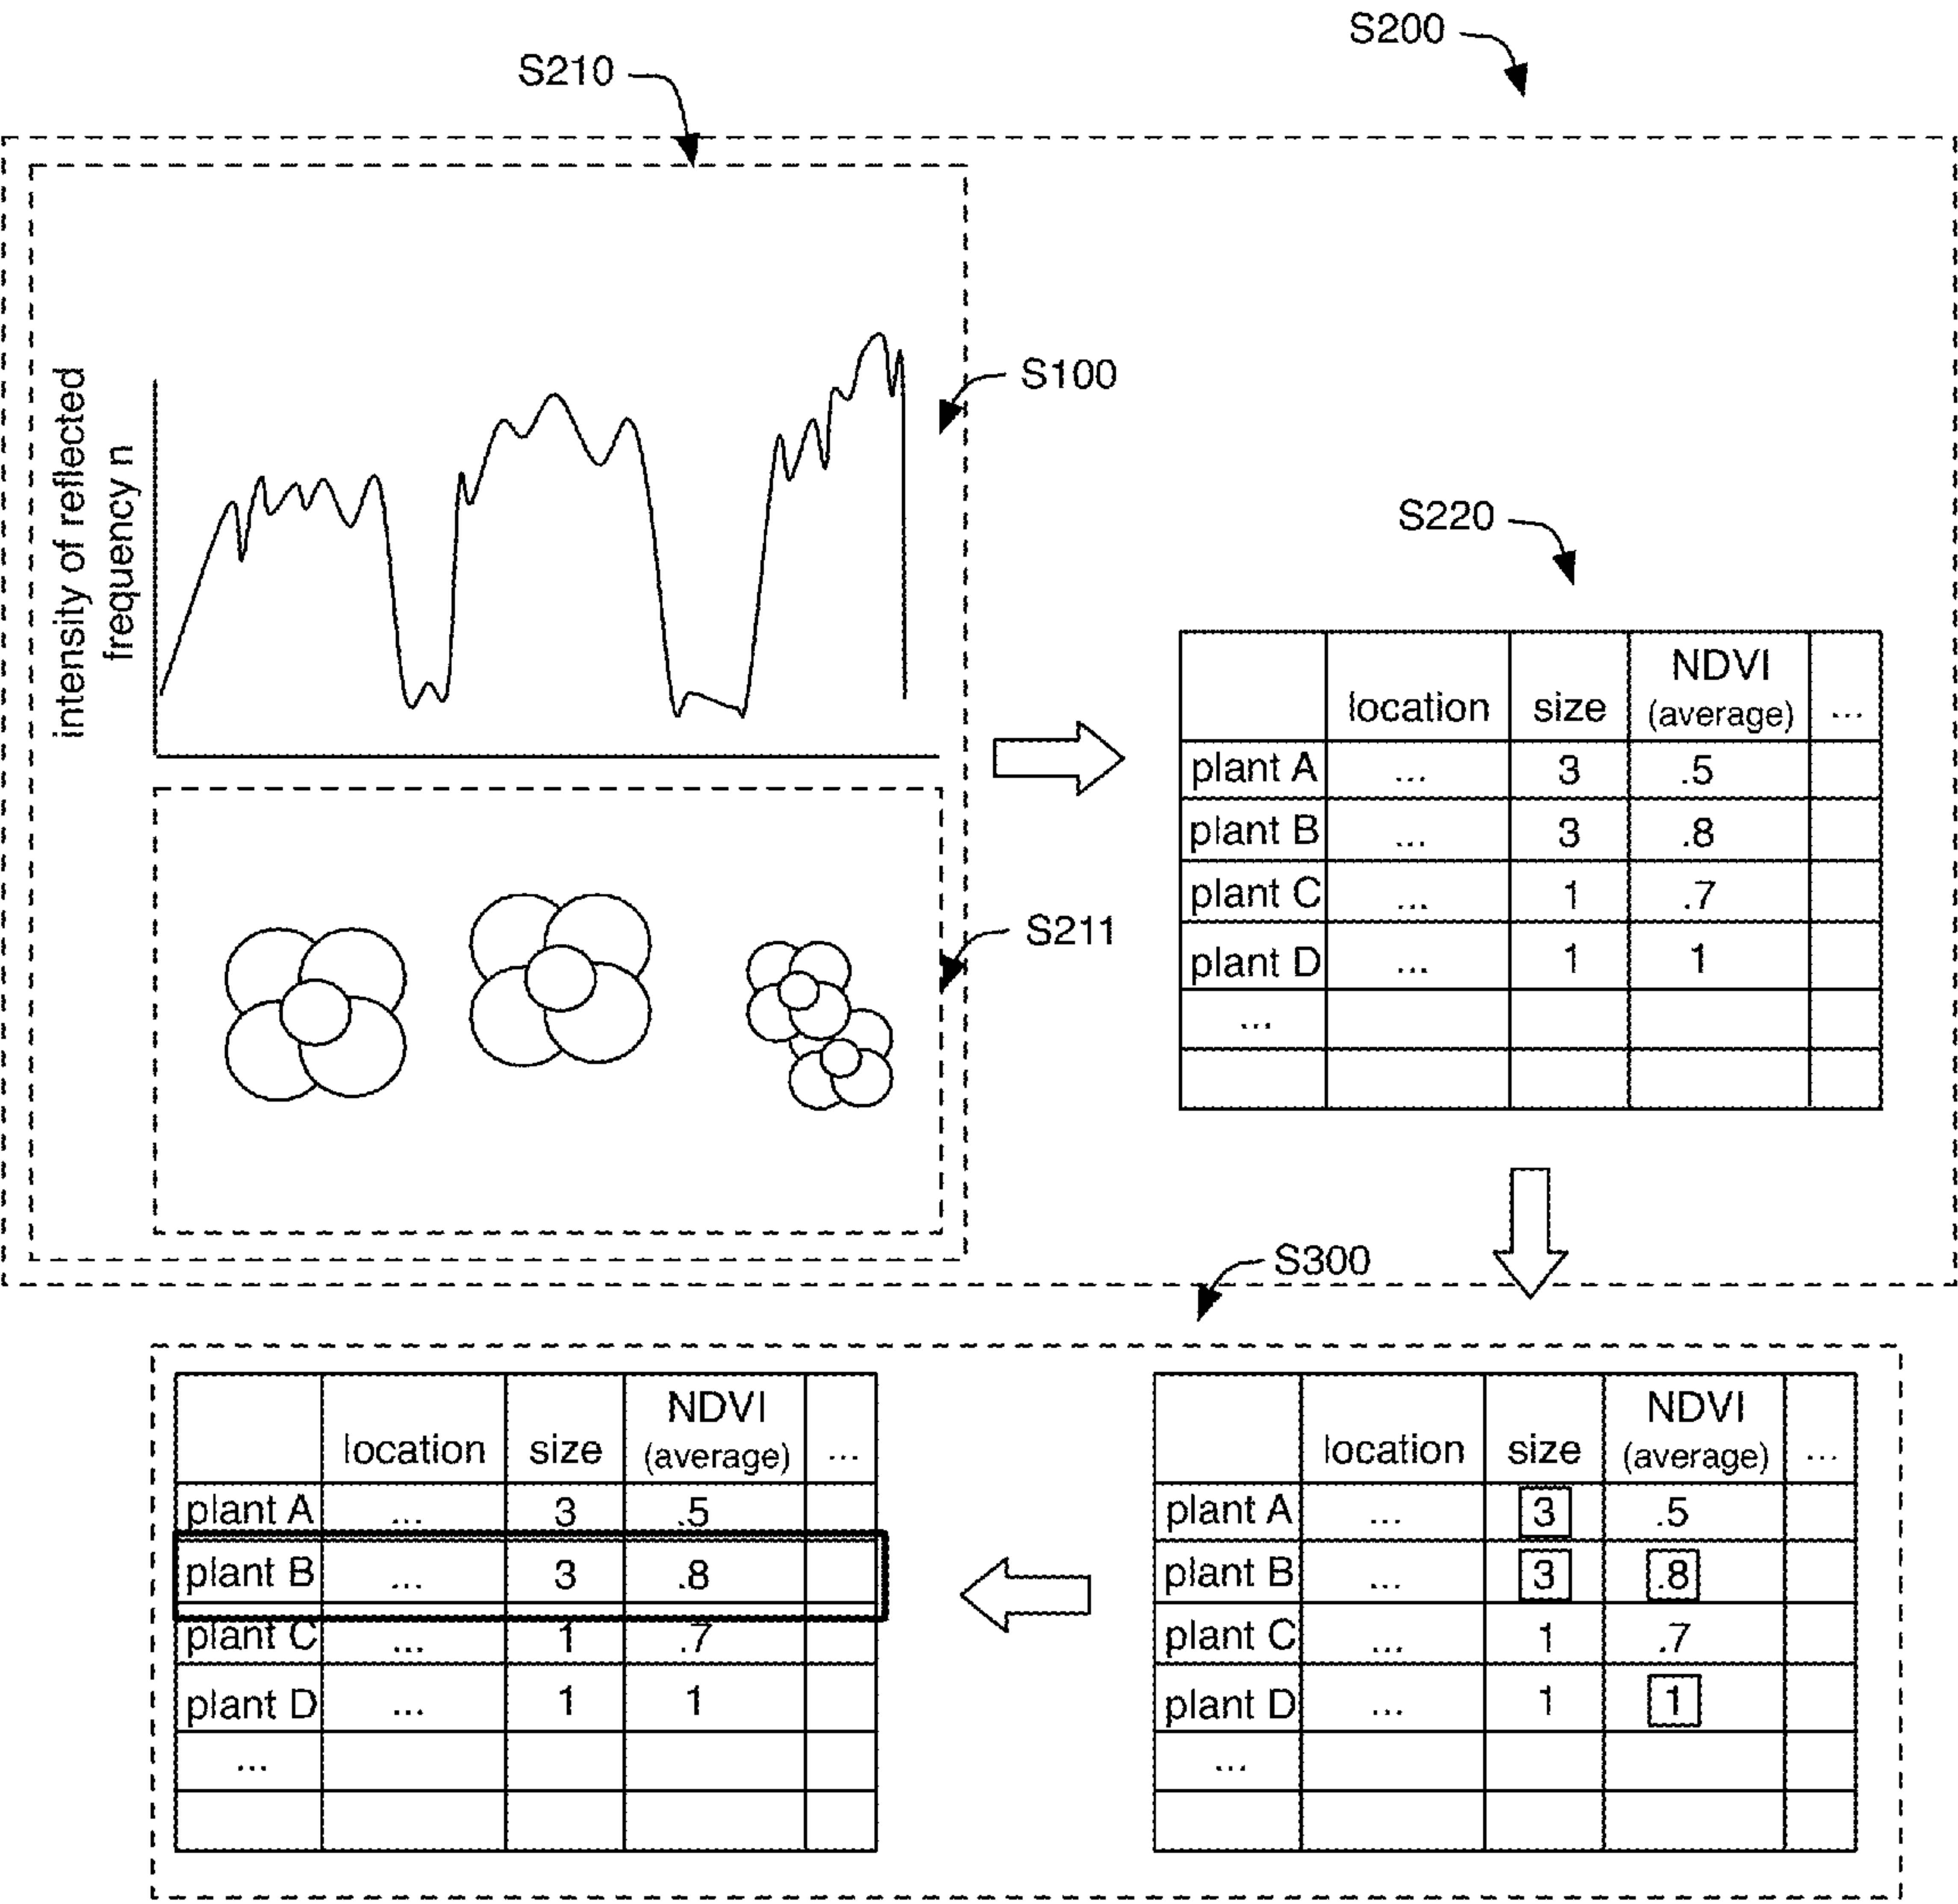 S200
S210
intensity of reflected
frequency n
S100
S220
NDVI
location size (average) ...
plant A ... 3 .5
plant B ... 3 .8
plant C ... 1 .7
plant D ... 1 1
...
S211
S300
NDVI
location size (average) ...
plant A ... 3 .5
plant B ... 3 .8
plant C ... 1 .7
plant D ... 1 1
...
NDVI
location size (average) ...
plant A ... 3 .5
plant B ... 3 .8
plant C ... 1 .7
plant D ... 1 1
...